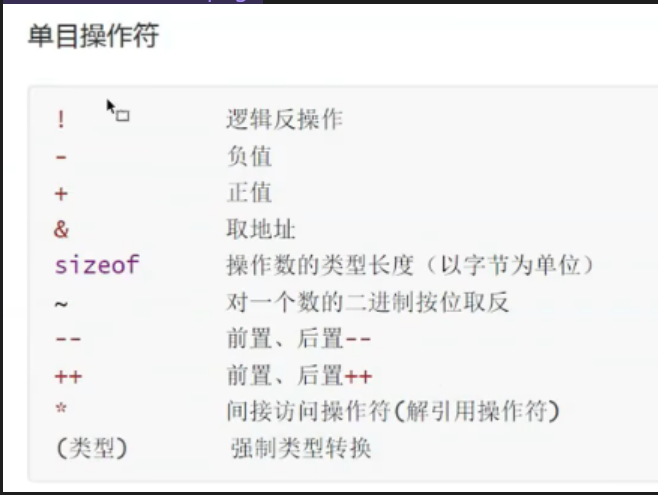 单目操作符
! 逻辑反操作
- 负值
+ 正值
& 取地址
sizeof 操作数的类型长度（以字节为单位）
~ 对一个数的二进制按位取反
-- 前置、后置--
++ 前置、后置++
* 间接访问操作符(解引用操作符)
(类型) 强制类型转换